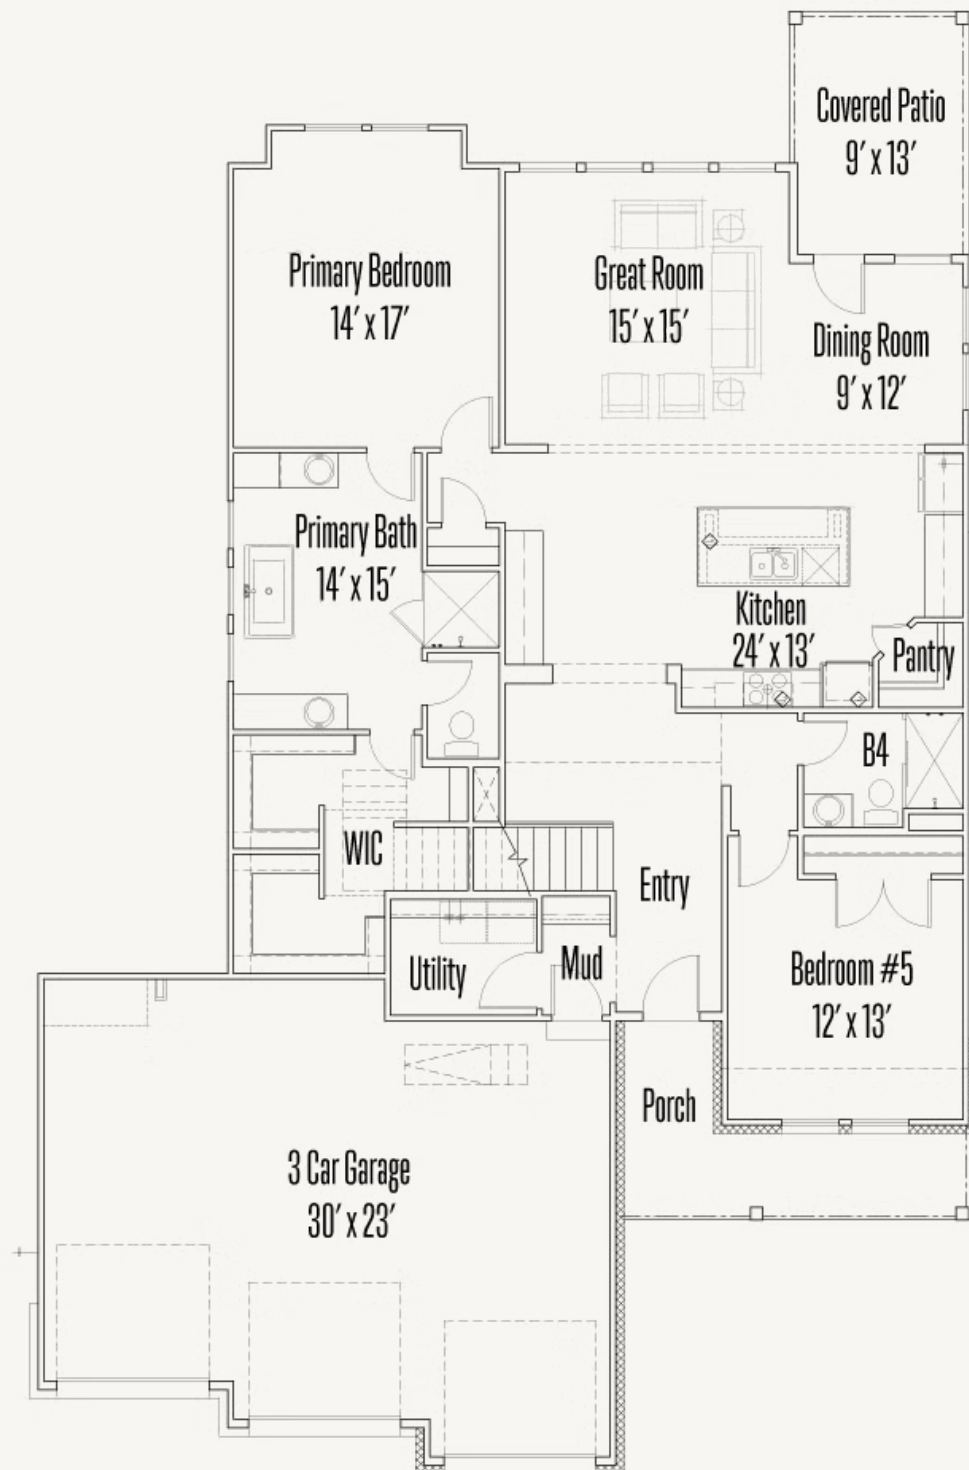 Covered Patio
9' x 13'
Primary Bedroom
14' x 17'
Great Room
15' x 15'
Dining Room
9' x 12'
Primary Bath
14' x 15'
Kitchen
24' x 13'
Pantry
B4
WIC
Entry
Utility
Mud
Bedroom #5
12' x 13'
Porch
3 Car Garage
30' x 23'